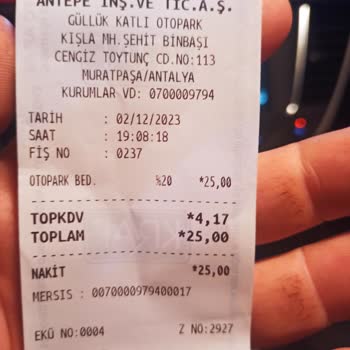 ANTEPE İNŞ.VE TİC.A.Ş.
GÜLLÜK KATLI OTOPARK
KIŞLA MH.ŞEHİT BİNBAŞI
CENGİZ TOYTUNÇ CD.NO:113
MURATPAŞA/ANTALYA
KURUMLAR VD: 0700009794
TARİH : 02/12/2023
SAAT : 19:08:18
FİŞ NO : 0237
OTOPARK BED. %20 *25,00
TOPKDV *4,17
TOPLAM *25,00
NAKİT *25,00
MERSIS : 0070000979400017
EKÜ NO:0004 Z NO:2927